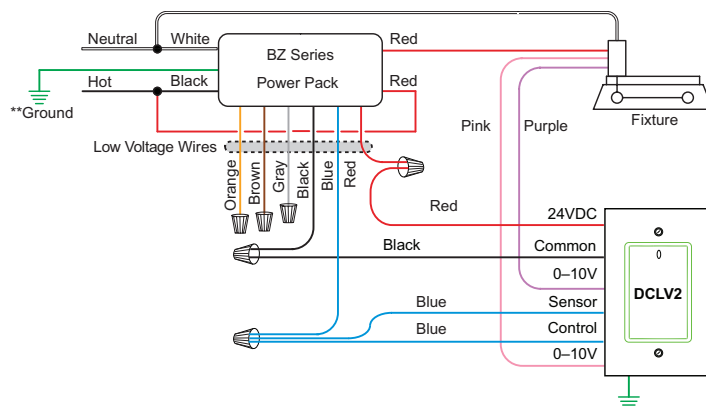 Neutral
White
BZ Series
Power Pack
Red
Hot
Black
Red
**Ground
Fixture
Pink
Purple
Low Voltage Wires
Orange
Brown
Gray
Black
Blue
Red
Red
24VDC
Black
Common
0–10V
DCLV2
Blue
Sensor
Blue
Control
0–10V